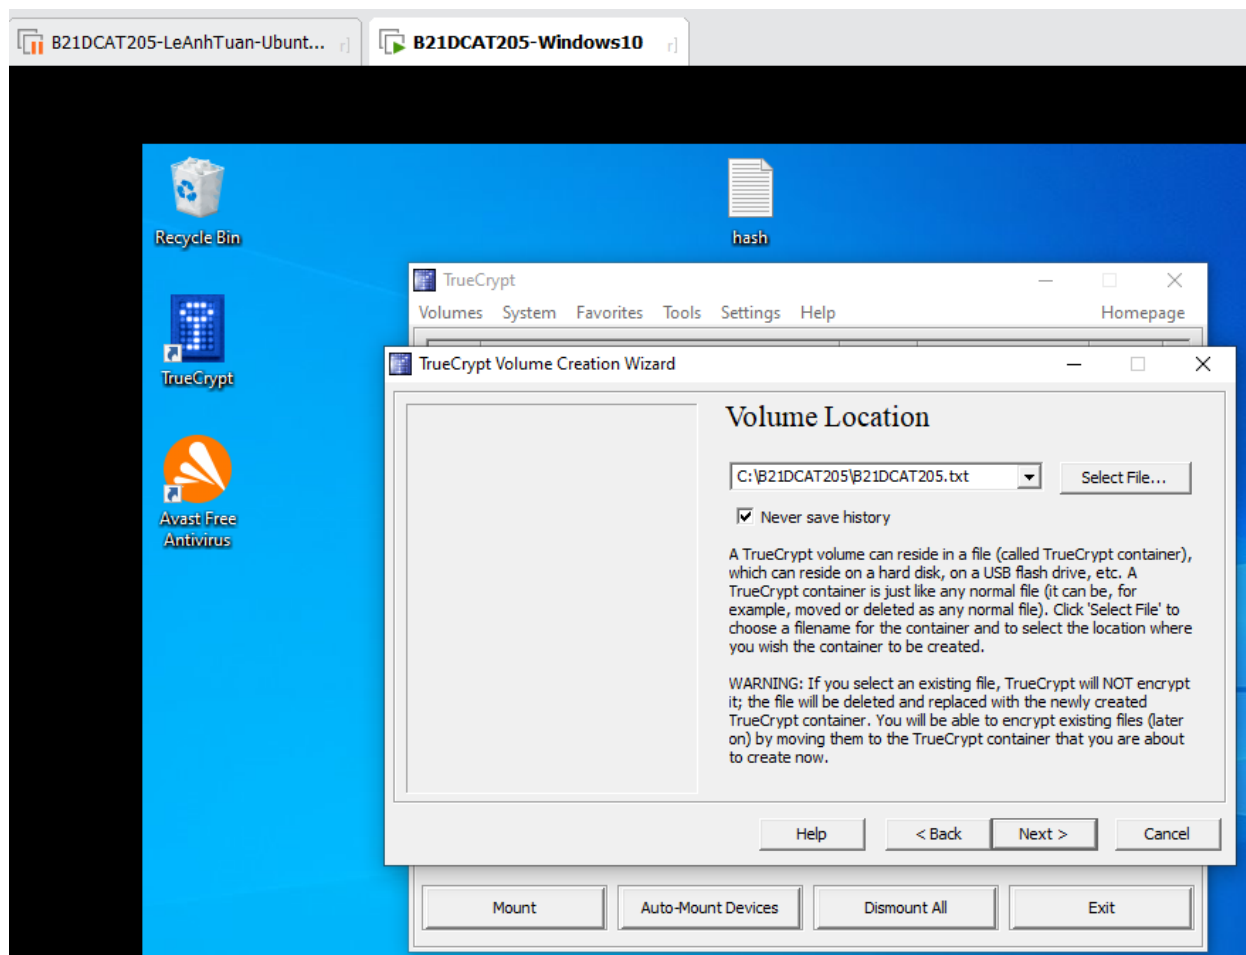 B21DCAT205-LeAnhTuan-Ubunt... r]
B21DCAT205-Windows10 r]
Recycle Bin
hash
TrueCrypt
Avast Free
Antivirus
TrueCrypt
Volumes System Favorites Tools Settings Help Homepage
TrueCrypt Volume Creation Wizard
Volume Location
C:\B21DCAT205\B21DCAT205.txt
Select File...
Never save history
A TrueCrypt volume can reside in a file (called TrueCrypt container),
which can reside on a hard disk, on a USB flash drive, etc. A
TrueCrypt container is just like any normal file (it can be, for
example, moved or deleted as any normal file). Click 'Select File' to
choose a filename for the container and to select the location where
you wish the container to be created.
WARNING: If you select an existing file, TrueCrypt will NOT encrypt
it; the file will be deleted and replaced with the newly created
TrueCrypt container. You will be able to encrypt existing files (later
on) by moving them to the TrueCrypt container that you are about
to create now.
Help < Back Next > Cancel
Mount Auto-Mount Devices Dismount All Exit